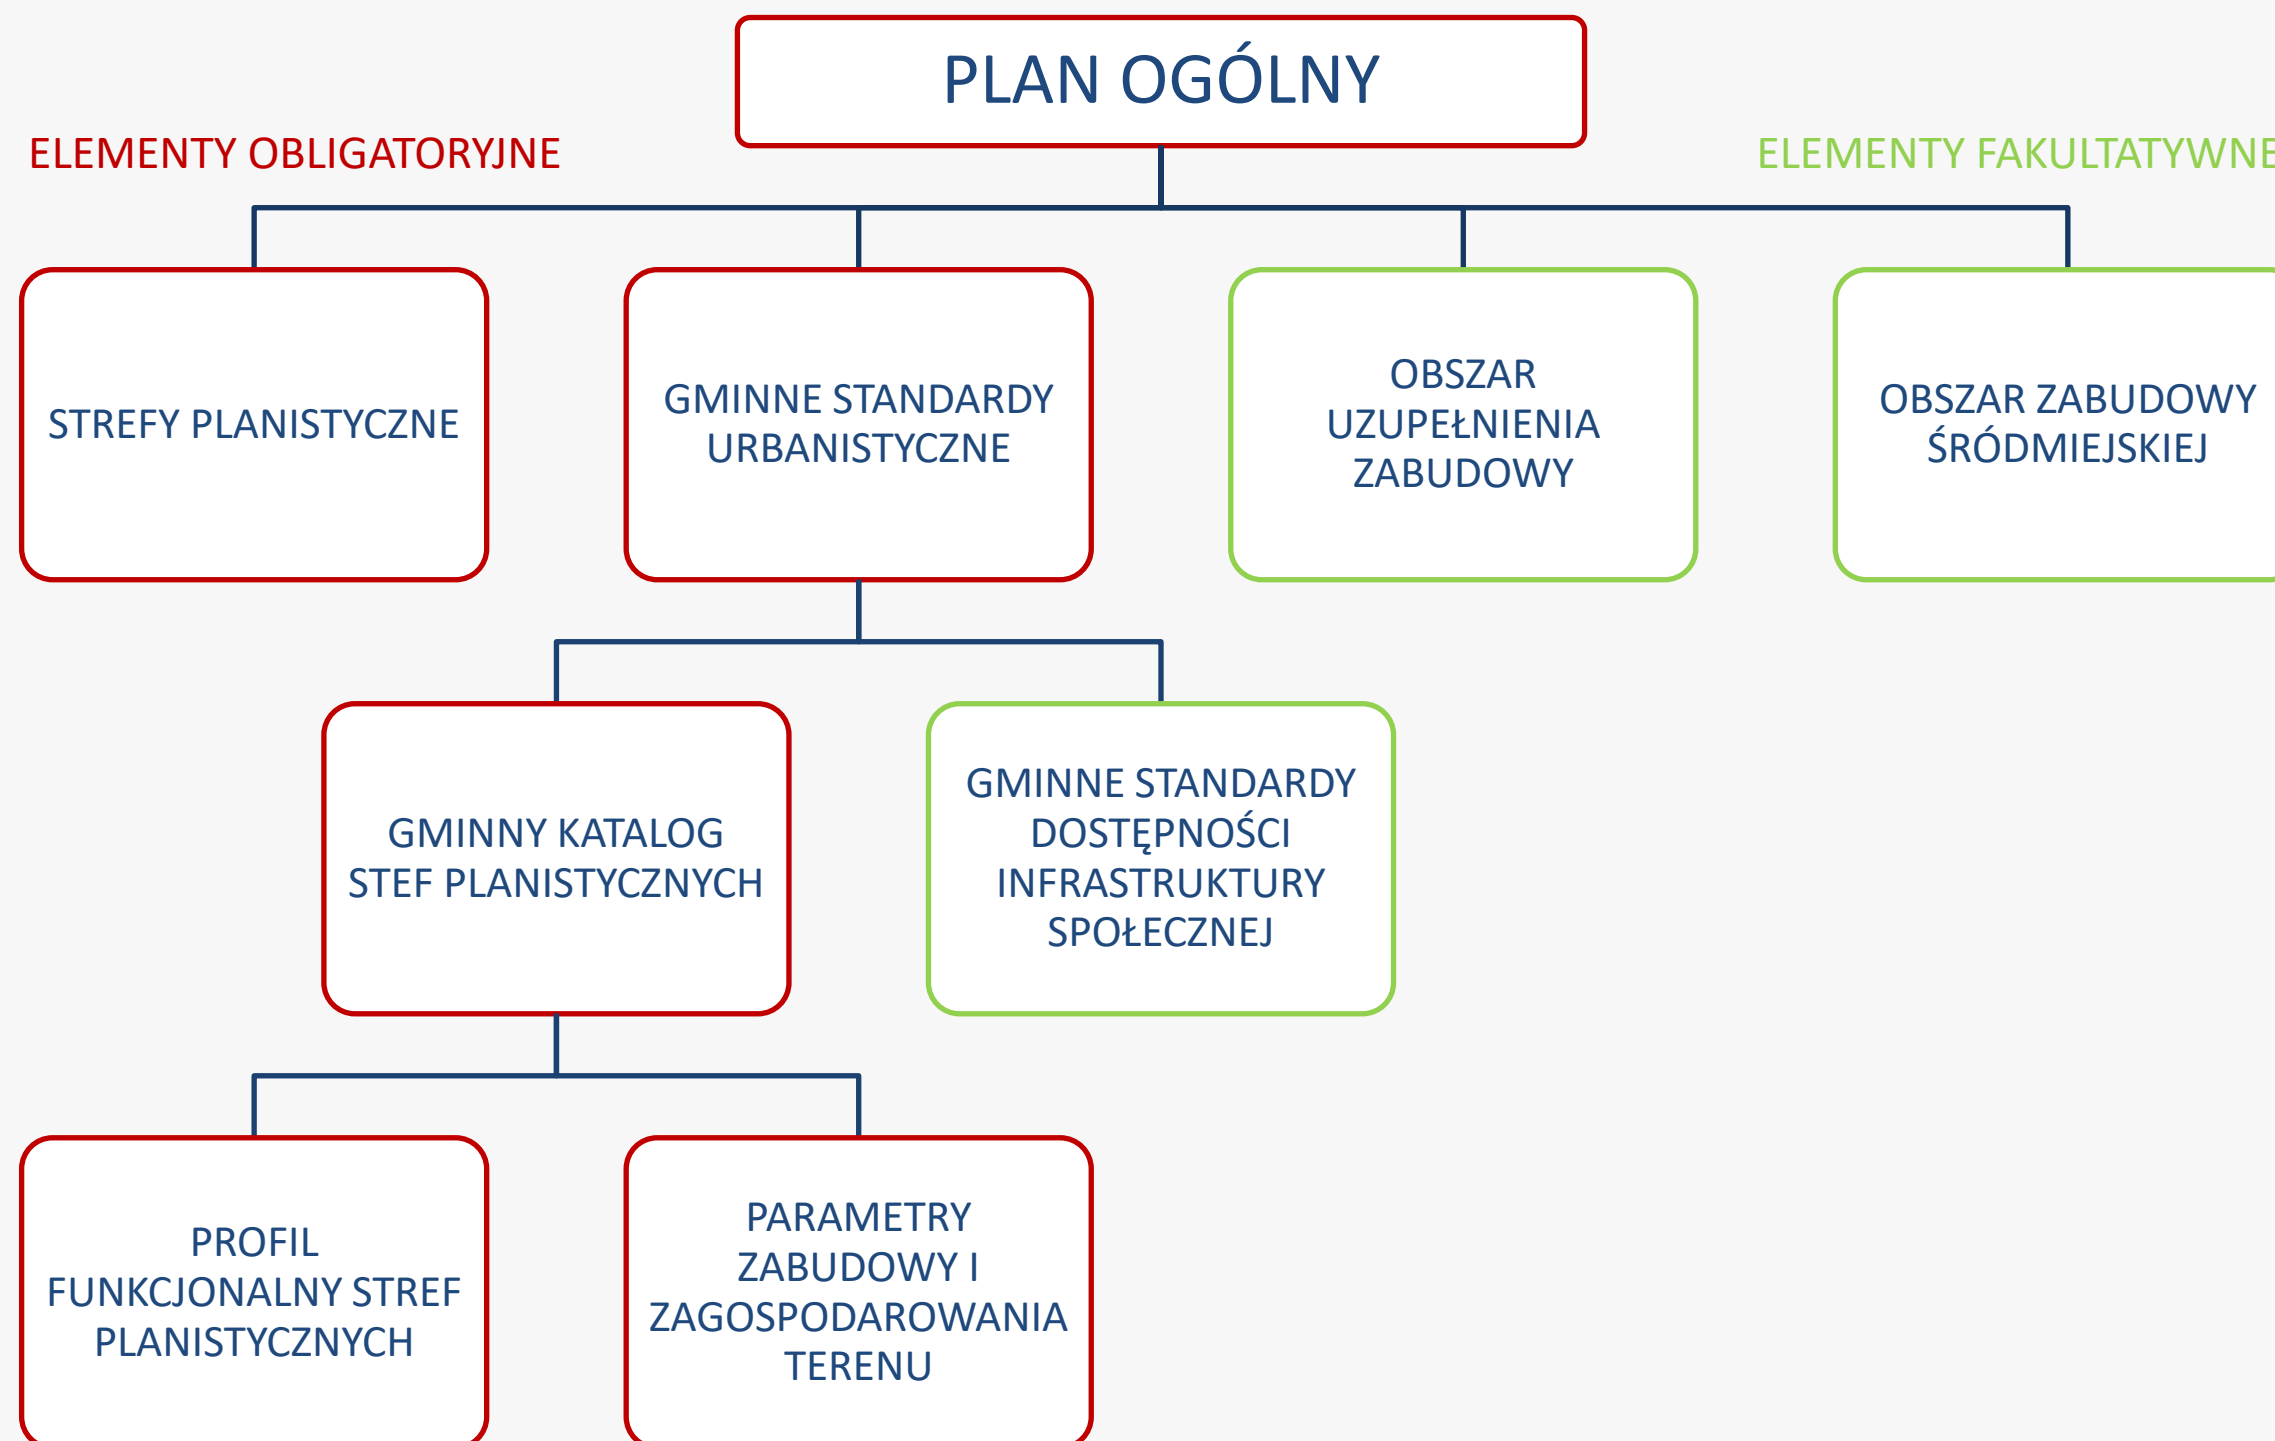 PLAN OGÓLNY
ELEMENTY OBLIGATORYJNE
ELEMENTY FAKULTATYWNE
STREFY PLANISTYCZNE
GMINNE STANDARDY
URBANISTYCZNE
OBSZAR
UZUPEŁNIENIA
ZABUDOWY
OBSZAR ZABUDOWY
ŚRÓDMIEJSKIEJ
GMINNY KATALOG
STEF PLANISTYCZNYCH
GMINNE STANDARDY
DOSTĘPNOŚCI
INFRASTRUKTURY
SPOŁECZNEJ
PROFIL
FUNKCJONALNY STREF
PLANISTYCZNYCH
PARAMETRY
ZABUDOWY I
ZAGOSPODAROWANIA
TERENU